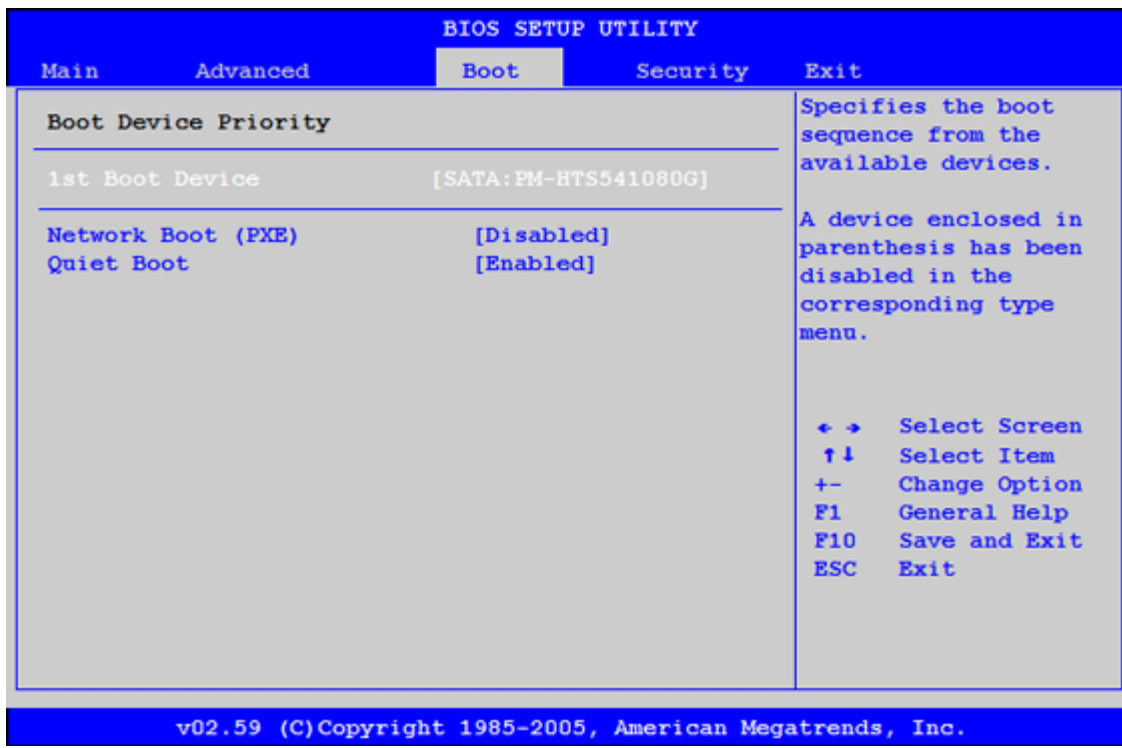 BIOS SETUP UTILITY
Main Advanced Boot Security Exit
Boot Device Priority
1st Boot Device [SATA:PM-HTS541080G]
Network Boot (PXE) [Disabled]
Quiet Boot [Enabled]
Specifies the boot
sequence from the
available devices.
A device enclosed in
parenthesis has been
disabled in the
corresponding type
menu.
← → Select Screen
↑↓ Select Item
+- Change Option
F1 General Help
F10 Save and Exit
ESC Exit
v02.59 (C)Copyright 1985-2005, American Megatrends, Inc.